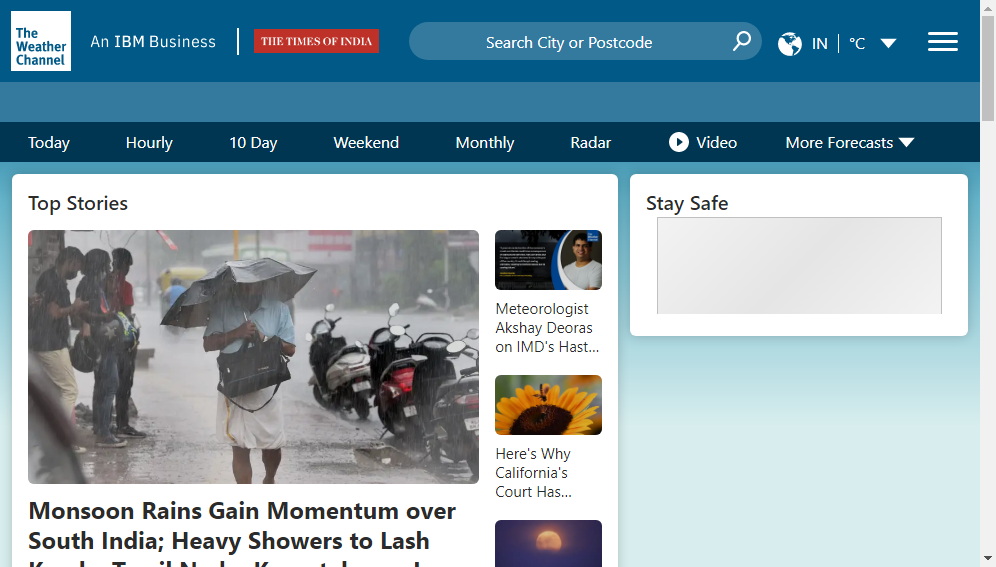 The
Weather
Channel
An IBM Business
THE TIMES OF INDIA
Search City or Postcode
IN
°C
Today
Hourly
10 Day
Weekend
Monthly
Radar
Video
More Forecasts
Top Stories
Meteorologist
Akshay Deoras
on IMD's Hast...
Here's Why
California's
Court Has...
Monsoon Rains Gain Momentum over
South India; Heavy Showers to Lash
Stay Safe